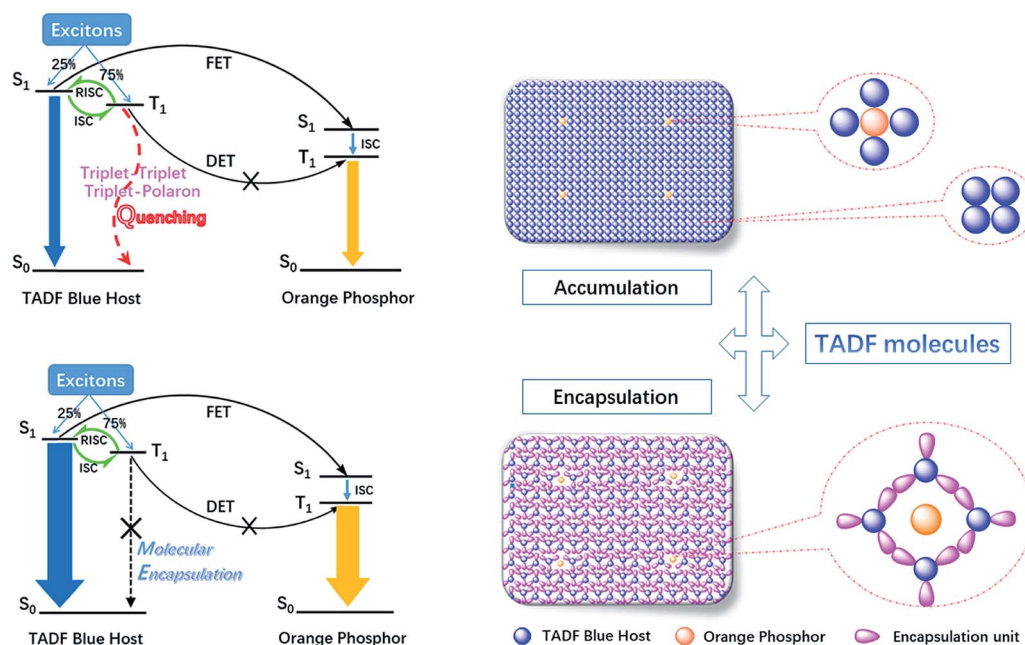 Excitons
25%
75%
S1
RISC
ISC
T1
FET
S1
ISC
T1
DET
Triplet-Triplet
Triplet-Polaron
Quenching
S0
TADF Blue Host
Orange Phosphor
Accumulation
TADF molecules
Encapsulation
Excitons
25%
75%
S1
RISC
ISC
T1
FET
S1
ISC
T1
DET
Molecular
Encapsulation
S0
TADF Blue Host
Orange Phosphor
TADF Blue Host
Orange Phosphor
Encapsulation unit